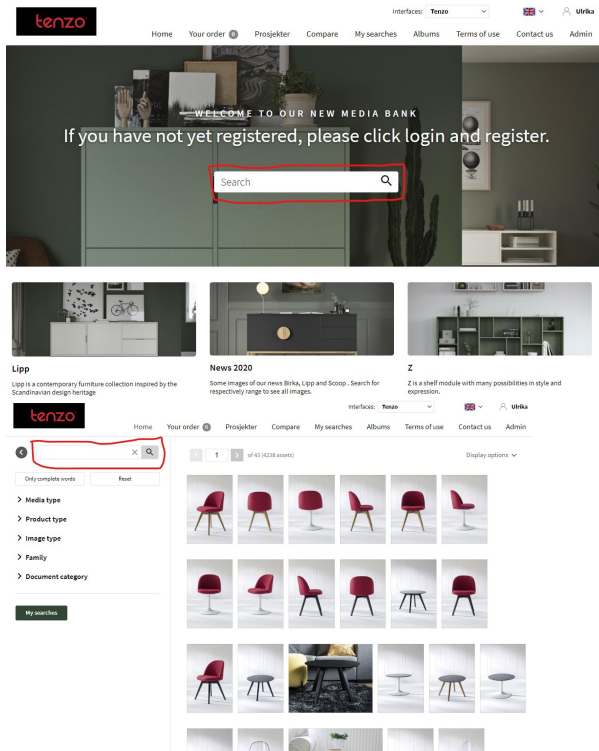 tenzo
Interfaces: Tenzo
Ulrika
Home Your order 0 Prosjekter Compare My searches Albums Terms of use Contact us Admin
WELCOME TO OUR NEW MEDIA BANK
If you have not yet registered, please click login and register.
Search
Lipp
Lipp is a contemporary furniture collection inspired by the
Scandinavian design heritage
News 2020
Some images of our news Birka, Lipp and Scoop . Search for
respectively range to see all images.
Z
Z is a shelf module with many possibilities in style and
expression.
tenzo
Interfaces: Tenzo
Ulrika
Home Your order 0 Prosjekter Compare My searches Albums Terms of use Contact us Admin
1 of 43 (4238 assets)
Display options
Only complete words Reset
Media type
Product type
Image type
Family
Document category
My searches